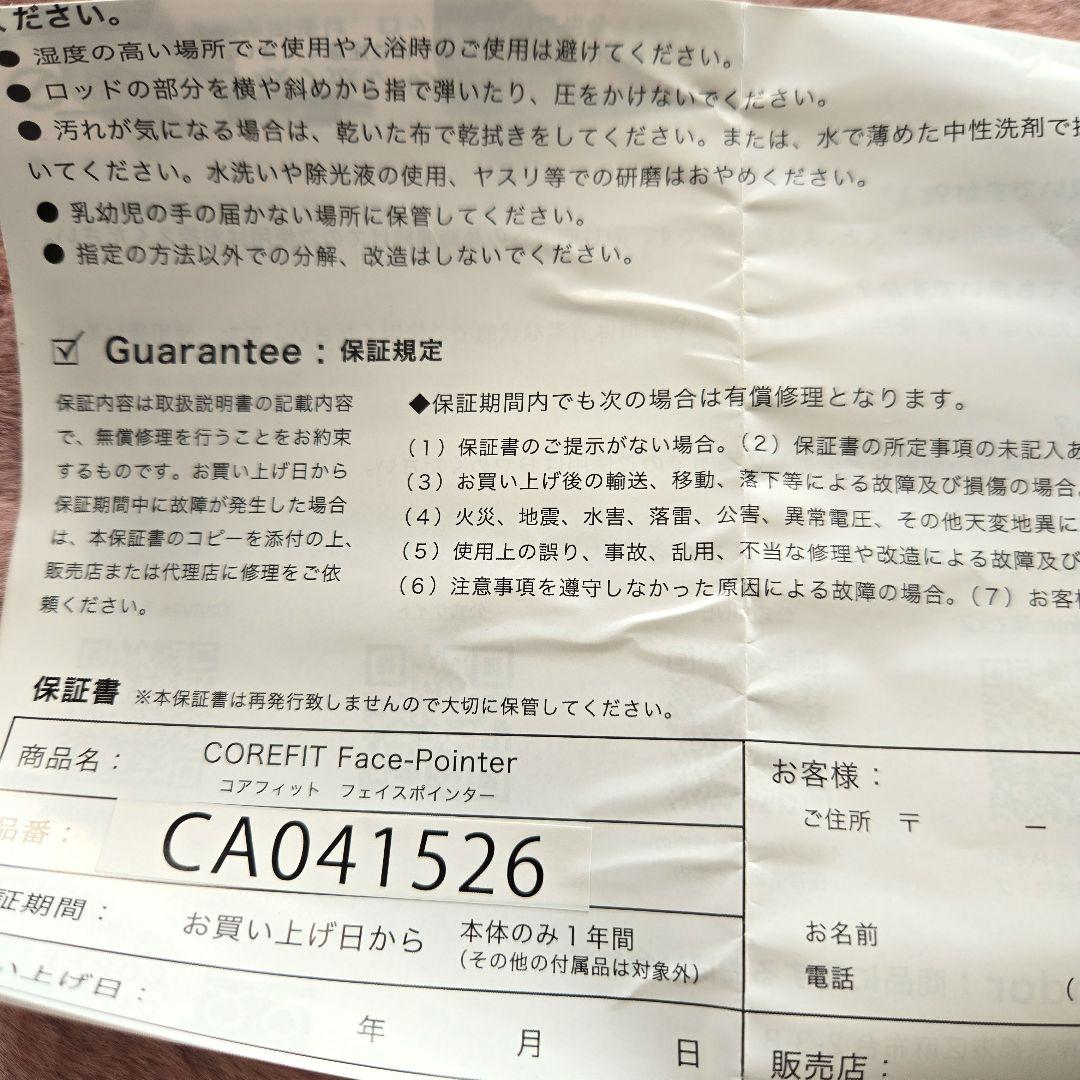 ください。
● 湿度の高い場所でご使用や入浴時のご使用は避けてください。
● ロッドの部分を横や斜めから指で弾いたり、圧をかけないでください。
● 汚れが気になる場合は、乾いた布で乾拭きをしてください。または、水で薄めた中性洗剤で拭
いてください。水洗いや除光液の使用、ヤスリ等での研磨はおやめください。
● 乳幼児の手の届かない場所に保管してください。
● 指定の方法以外での分解、改造はしないでください。
Guarantee : 保証規定
保証内容は取扱説明書の記載内容
で、無償修理を行うことをお約束
するものです。お買い上げ日から
保証期間中に故障が発生した場合
は、本保証書のコピーを添付の上、
販売店または代理店に修理をご依
頼ください。
◆保証期間内でも次の場合は有償修理となります。
(1) 保証書のご提示がない場合。(2) 保証書の所定事項の未記入あ
(3) お買い上げ後の輸送、移動、落下等による故障及び損傷の場合。
(4) 火災、地震、水害、落雷、公害、異常電圧、その他天変地異に
(5) 使用上の誤り、事故、乱用、不当な修理や改造による故障及び
(6) 注意事項を遵守しなかった原因による故障の場合。(7) お客様
保証書 ※本保証書は再発行致しませんので大切に保管してください。
商品名： COREFIT Face-Pointer
コアフィット フェイスポインター
品番： CA041526
証期間： お買い上げ日から 本体のみ1年間
(その他の付属品は対象外)
い上げ日：
年 月 日
お客様：
ご住所 〒 ー
お名前
電話 (
販売店：